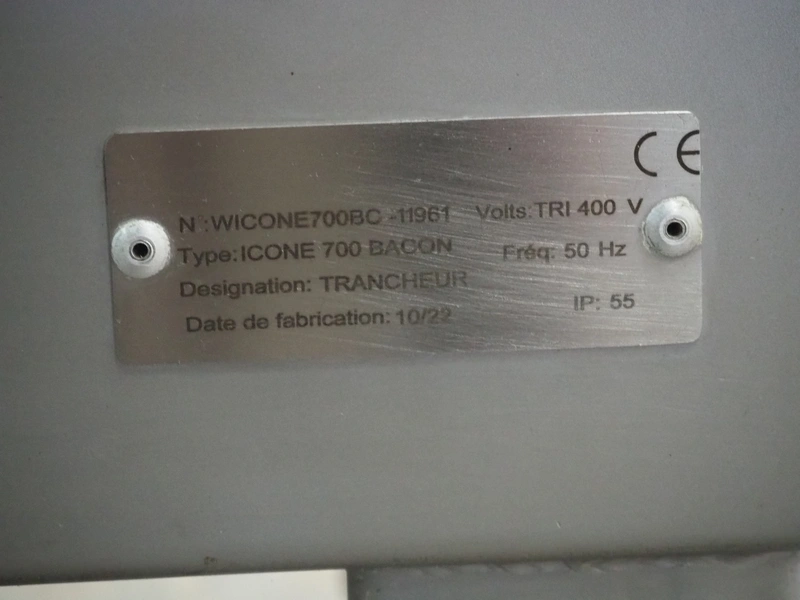 CE
N°:WICONE700BC -11961 Volts:TRI 400 V
Type:ICONE 700 BACON Fréq: 50 Hz
Designation: TRANCHEUR IP: 55
Date de fabrication: 10/22